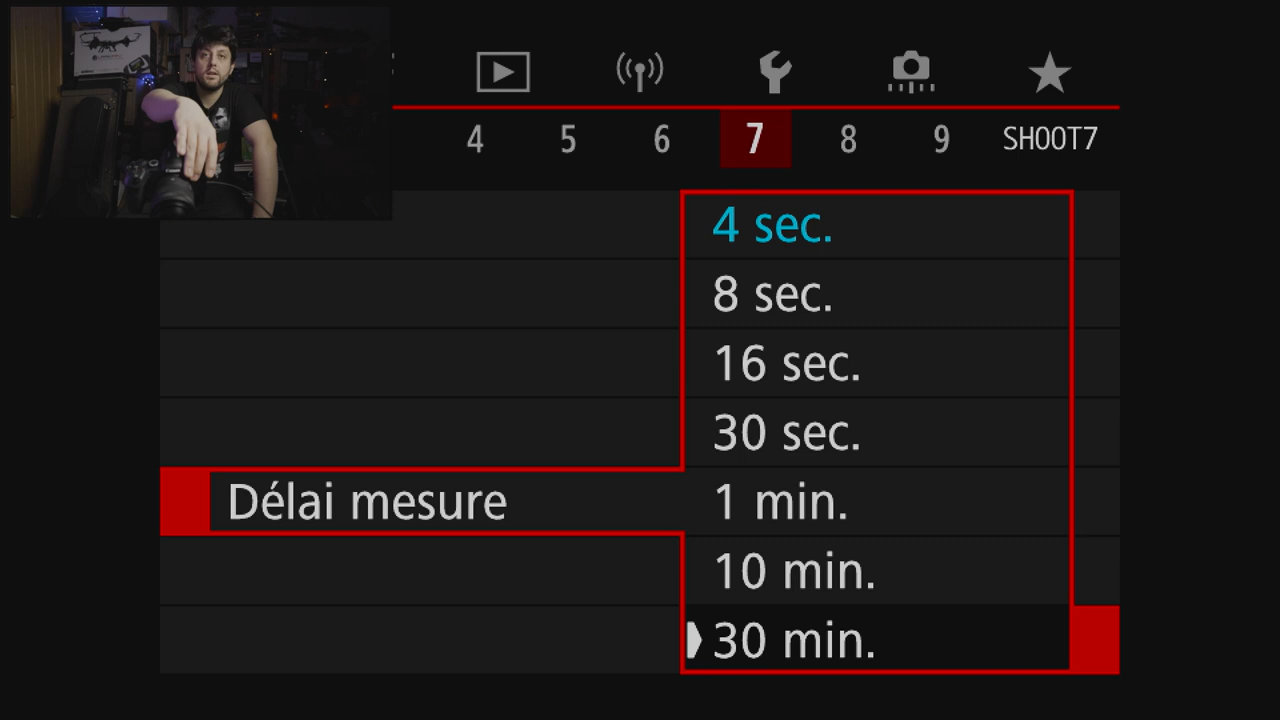 4 5 6 7 8 9 SHOOT7
4 sec.
8 sec.
16 sec.
30 sec.
Délai mesure 1 min.
10 min.
30 min.